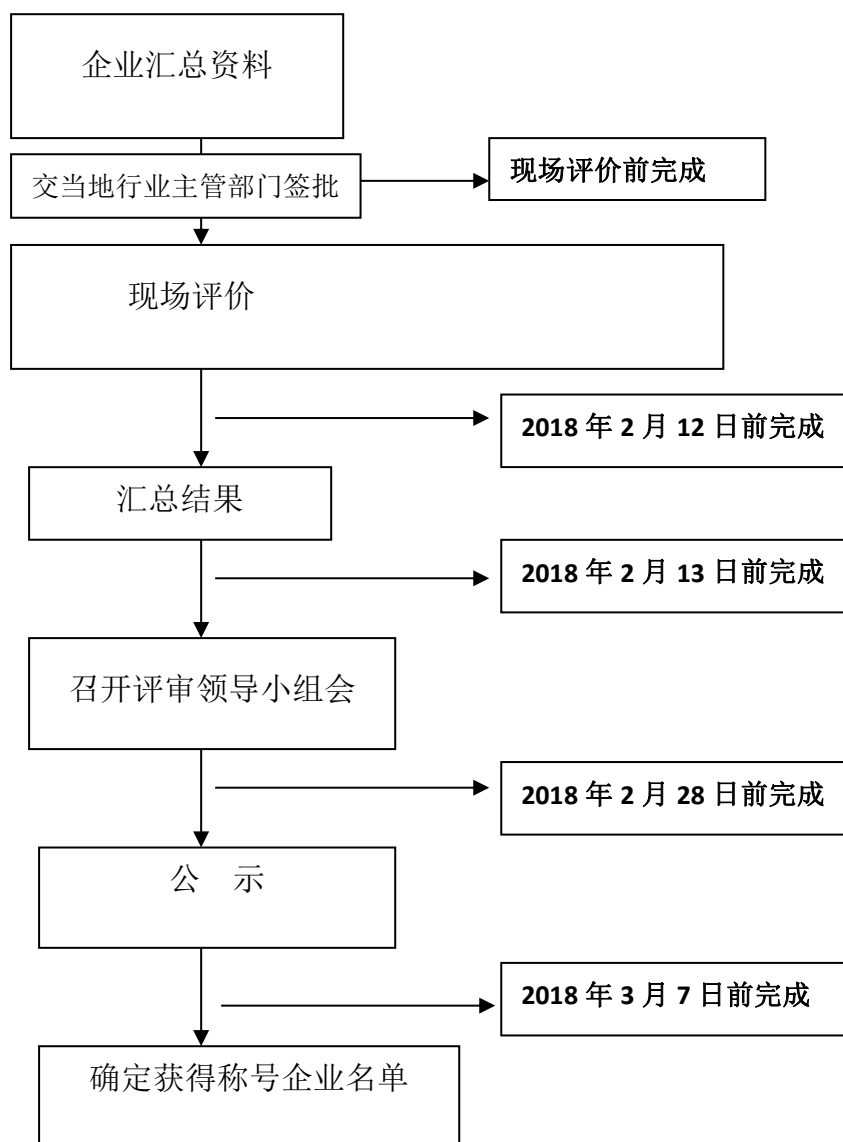 企业汇总资料
交当地行业主管部门签批
现场评价前完成
现场评价
2018 年 2 月 12 日前完成
汇总结果
2018 年 2 月 13 日前完成
召开评审领导小组会
2018 年 2 月 28 日前完成
公　示
2018 年 3 月 7 日前完成
确定获得称号企业名单